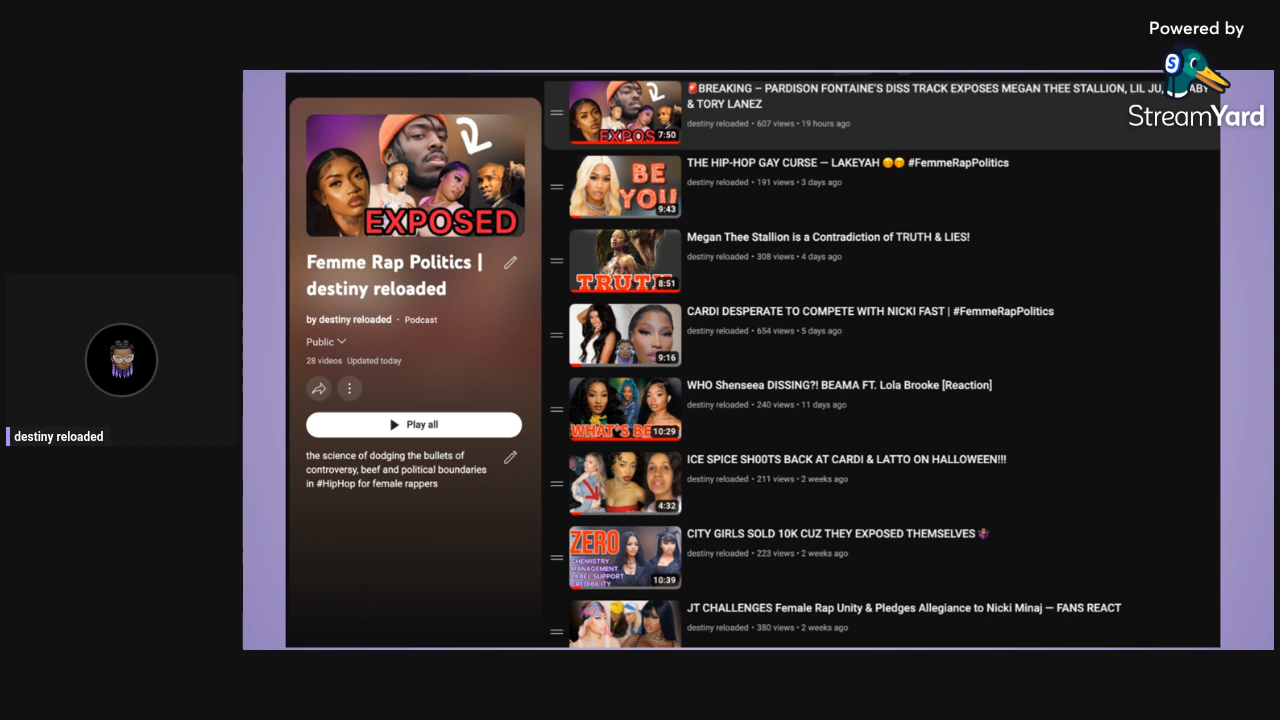 Powered by
StreamYard
destiny reloaded
EXPOSED
Femme Rap Politics |
destiny reloaded
by destiny reloaded · Podcast
Public
28 videos Updated today
Play all
the science of dodging the bullets of
controversy, beef and political boundaries
in #HipHop for female rappers
EXPOS
7:50
🚨BREAKING – PARDISON FONTAINE'S DISS TRACK EXPOSES MEGAN THEE STALLION, LIL JU,
& TORY LANEZ
destiny reloaded • 607 views • 19 hours ago
BE
YOU
9:43
THE HIP-HOP GAY CURSE — LAKEYAH #FemmeRapPolitics
destiny reloaded • 191 views • 3 days ago
TRUTH
8:51
Megan Thee Stallion is a Contradiction of TRUTH & LIES!
destiny reloaded • 308 views • 4 days ago
9:16
CARDI DESPERATE TO COMPETE WITH NICKI FAST | #FemmeRapPolitics
destiny reloaded • 654 views • 5 days ago
WHAT'S BE
10:29
WHO Shenseea DISSING?! BEAMA FT. Lola Brooke [Reaction]
destiny reloaded • 240 views • 11 days ago
4:32
ICE SPICE SH00TS BACK AT CARDI & LATTO ON HALLOWEEN!!!
destiny reloaded • 211 views • 2 weeks ago
ZERO
CHEMISTRY
MANAGEMENT
LABEL SUPPORT
CREDIBILITY
10:39
CITY GIRLS SOLD 10K CUZ THEY EXPOSED THEMSELVES
destiny reloaded • 223 views • 2 weeks ago
JT CHALLENGES Female Rap Unity & Pledges Allegiance to Nicki Minaj — FANS REACT
destiny reloaded • 380 views • 2 weeks ago